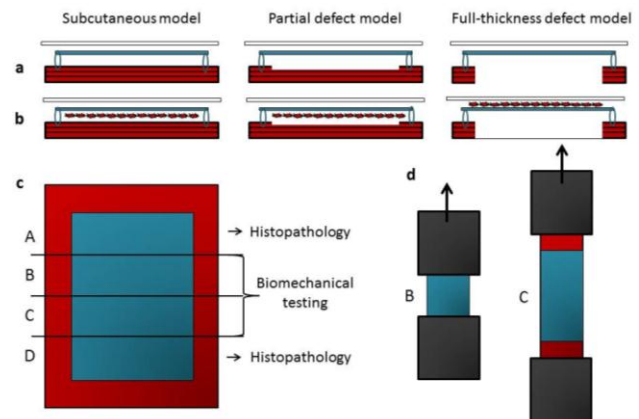 Subcutaneous model
Partial defect model
Full-thickness defect model
a
b
c
d
A
Histopathology
B
Biomechanical
testing
C
D
Histopathology
B
C